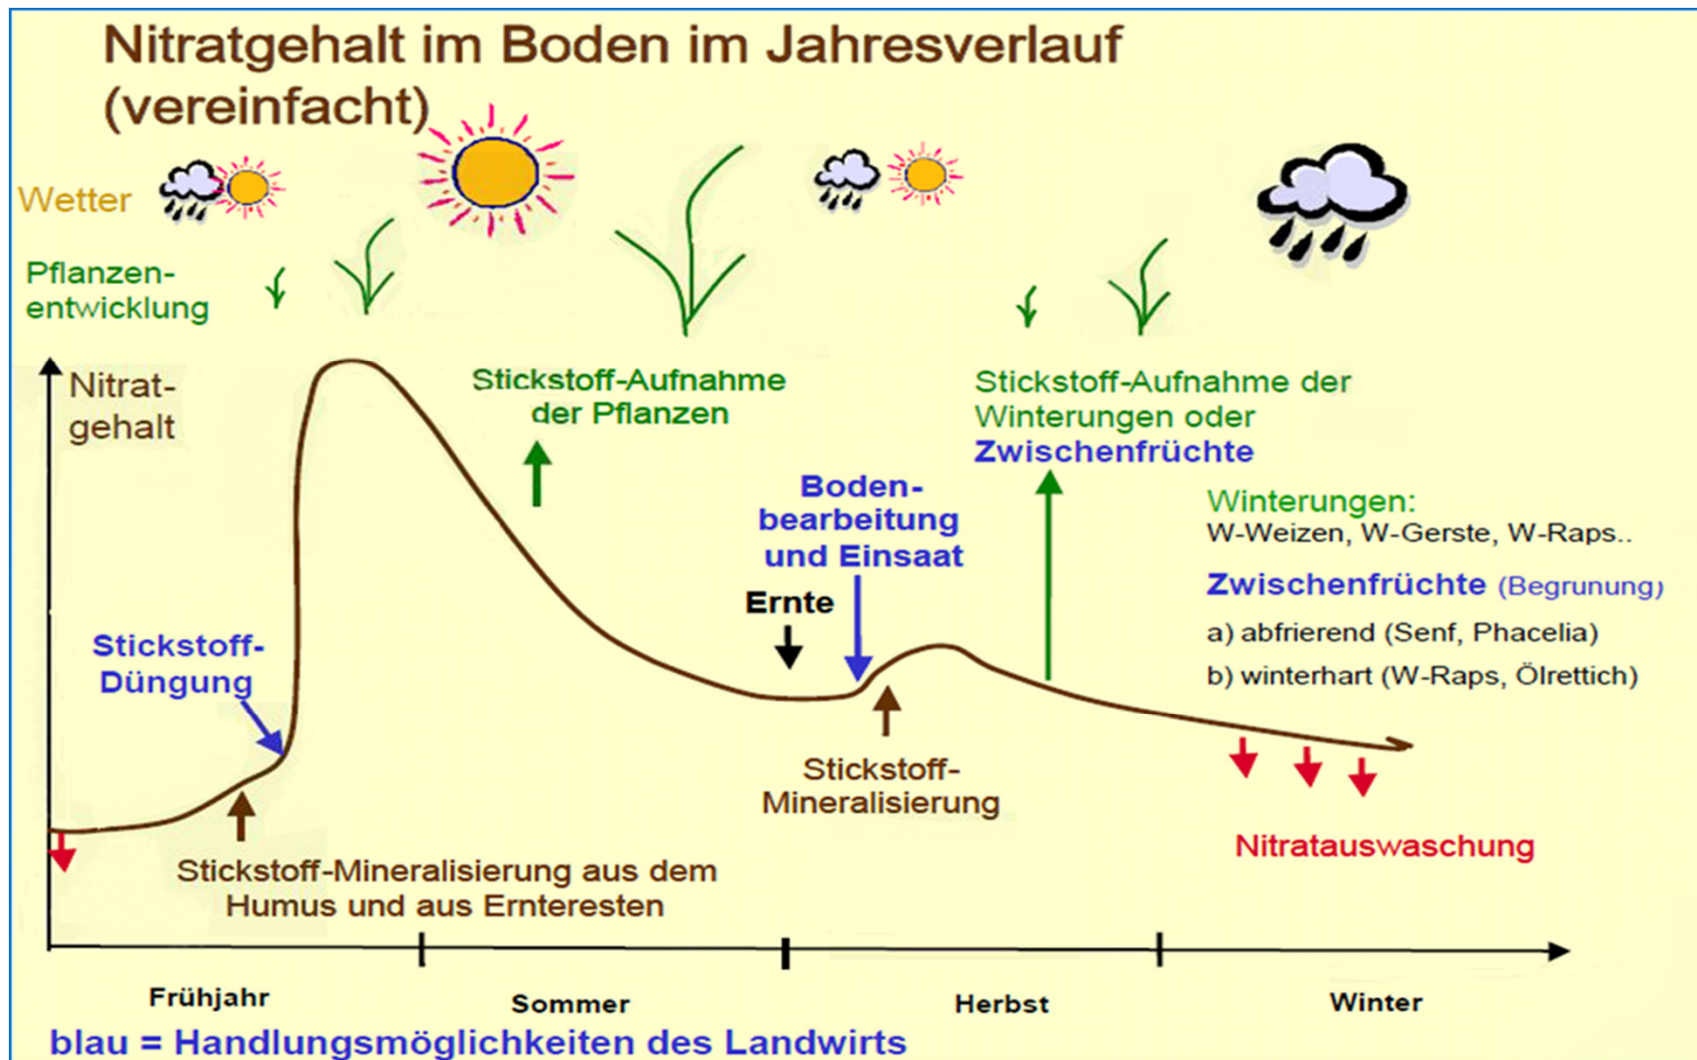 Nitratgehalt im Boden im Jahresverlauf
(vereinfacht)
Wetter
Pflanzen-
entwicklung
Nitrat-
gehalt
Stickstoff-Aufnahme
der Pflanzen
Stickstoff-Aufnahme der
Winterungen oder
Zwischenfrüchte
Boden-
bearbeitung
und Einsaat
Ernte
Winterungen:
W-Weizen, W-Gerste, W-Raps..
Zwischenfrüchte (Begrunung)
a) abfrierend (Senf, Phacelia)
b) winterhart (W-Raps, Ölrettich)
Stickstoff-
Düngung
Stickstoff-
Mineralisierung
Nitratauswaschung
Stickstoff-Mineralisierung aus dem
Humus und aus Ernteresten
Frühjahr
Sommer
Herbst
Winter
blau = Handlungsmöglichkeiten des Landwirts